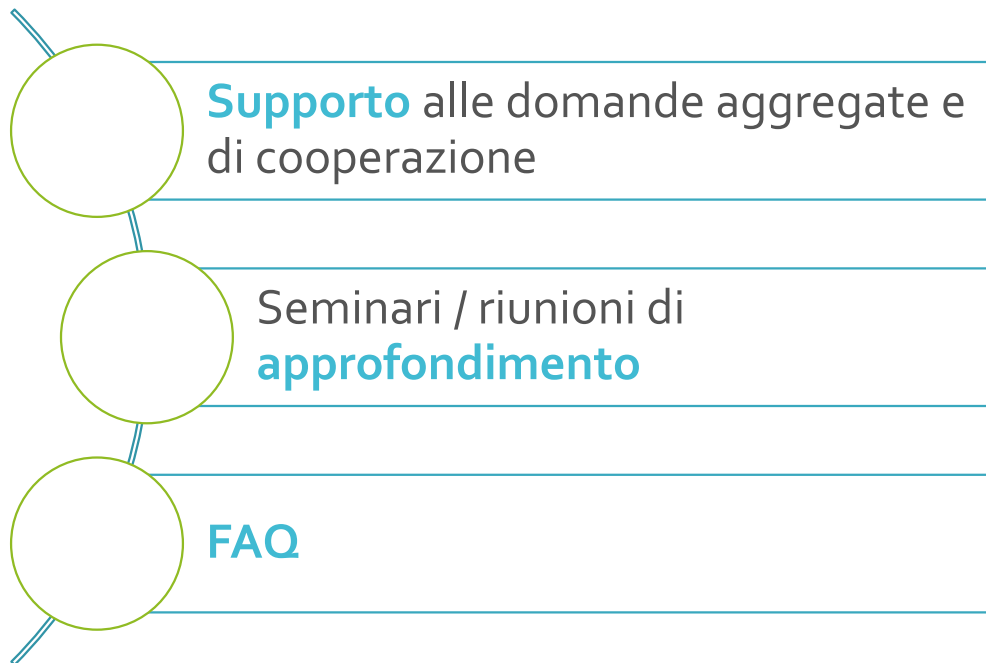 Supporto alle domande aggregate e
di cooperazione
Seminari / riunioni di
approfondimento
FAQ